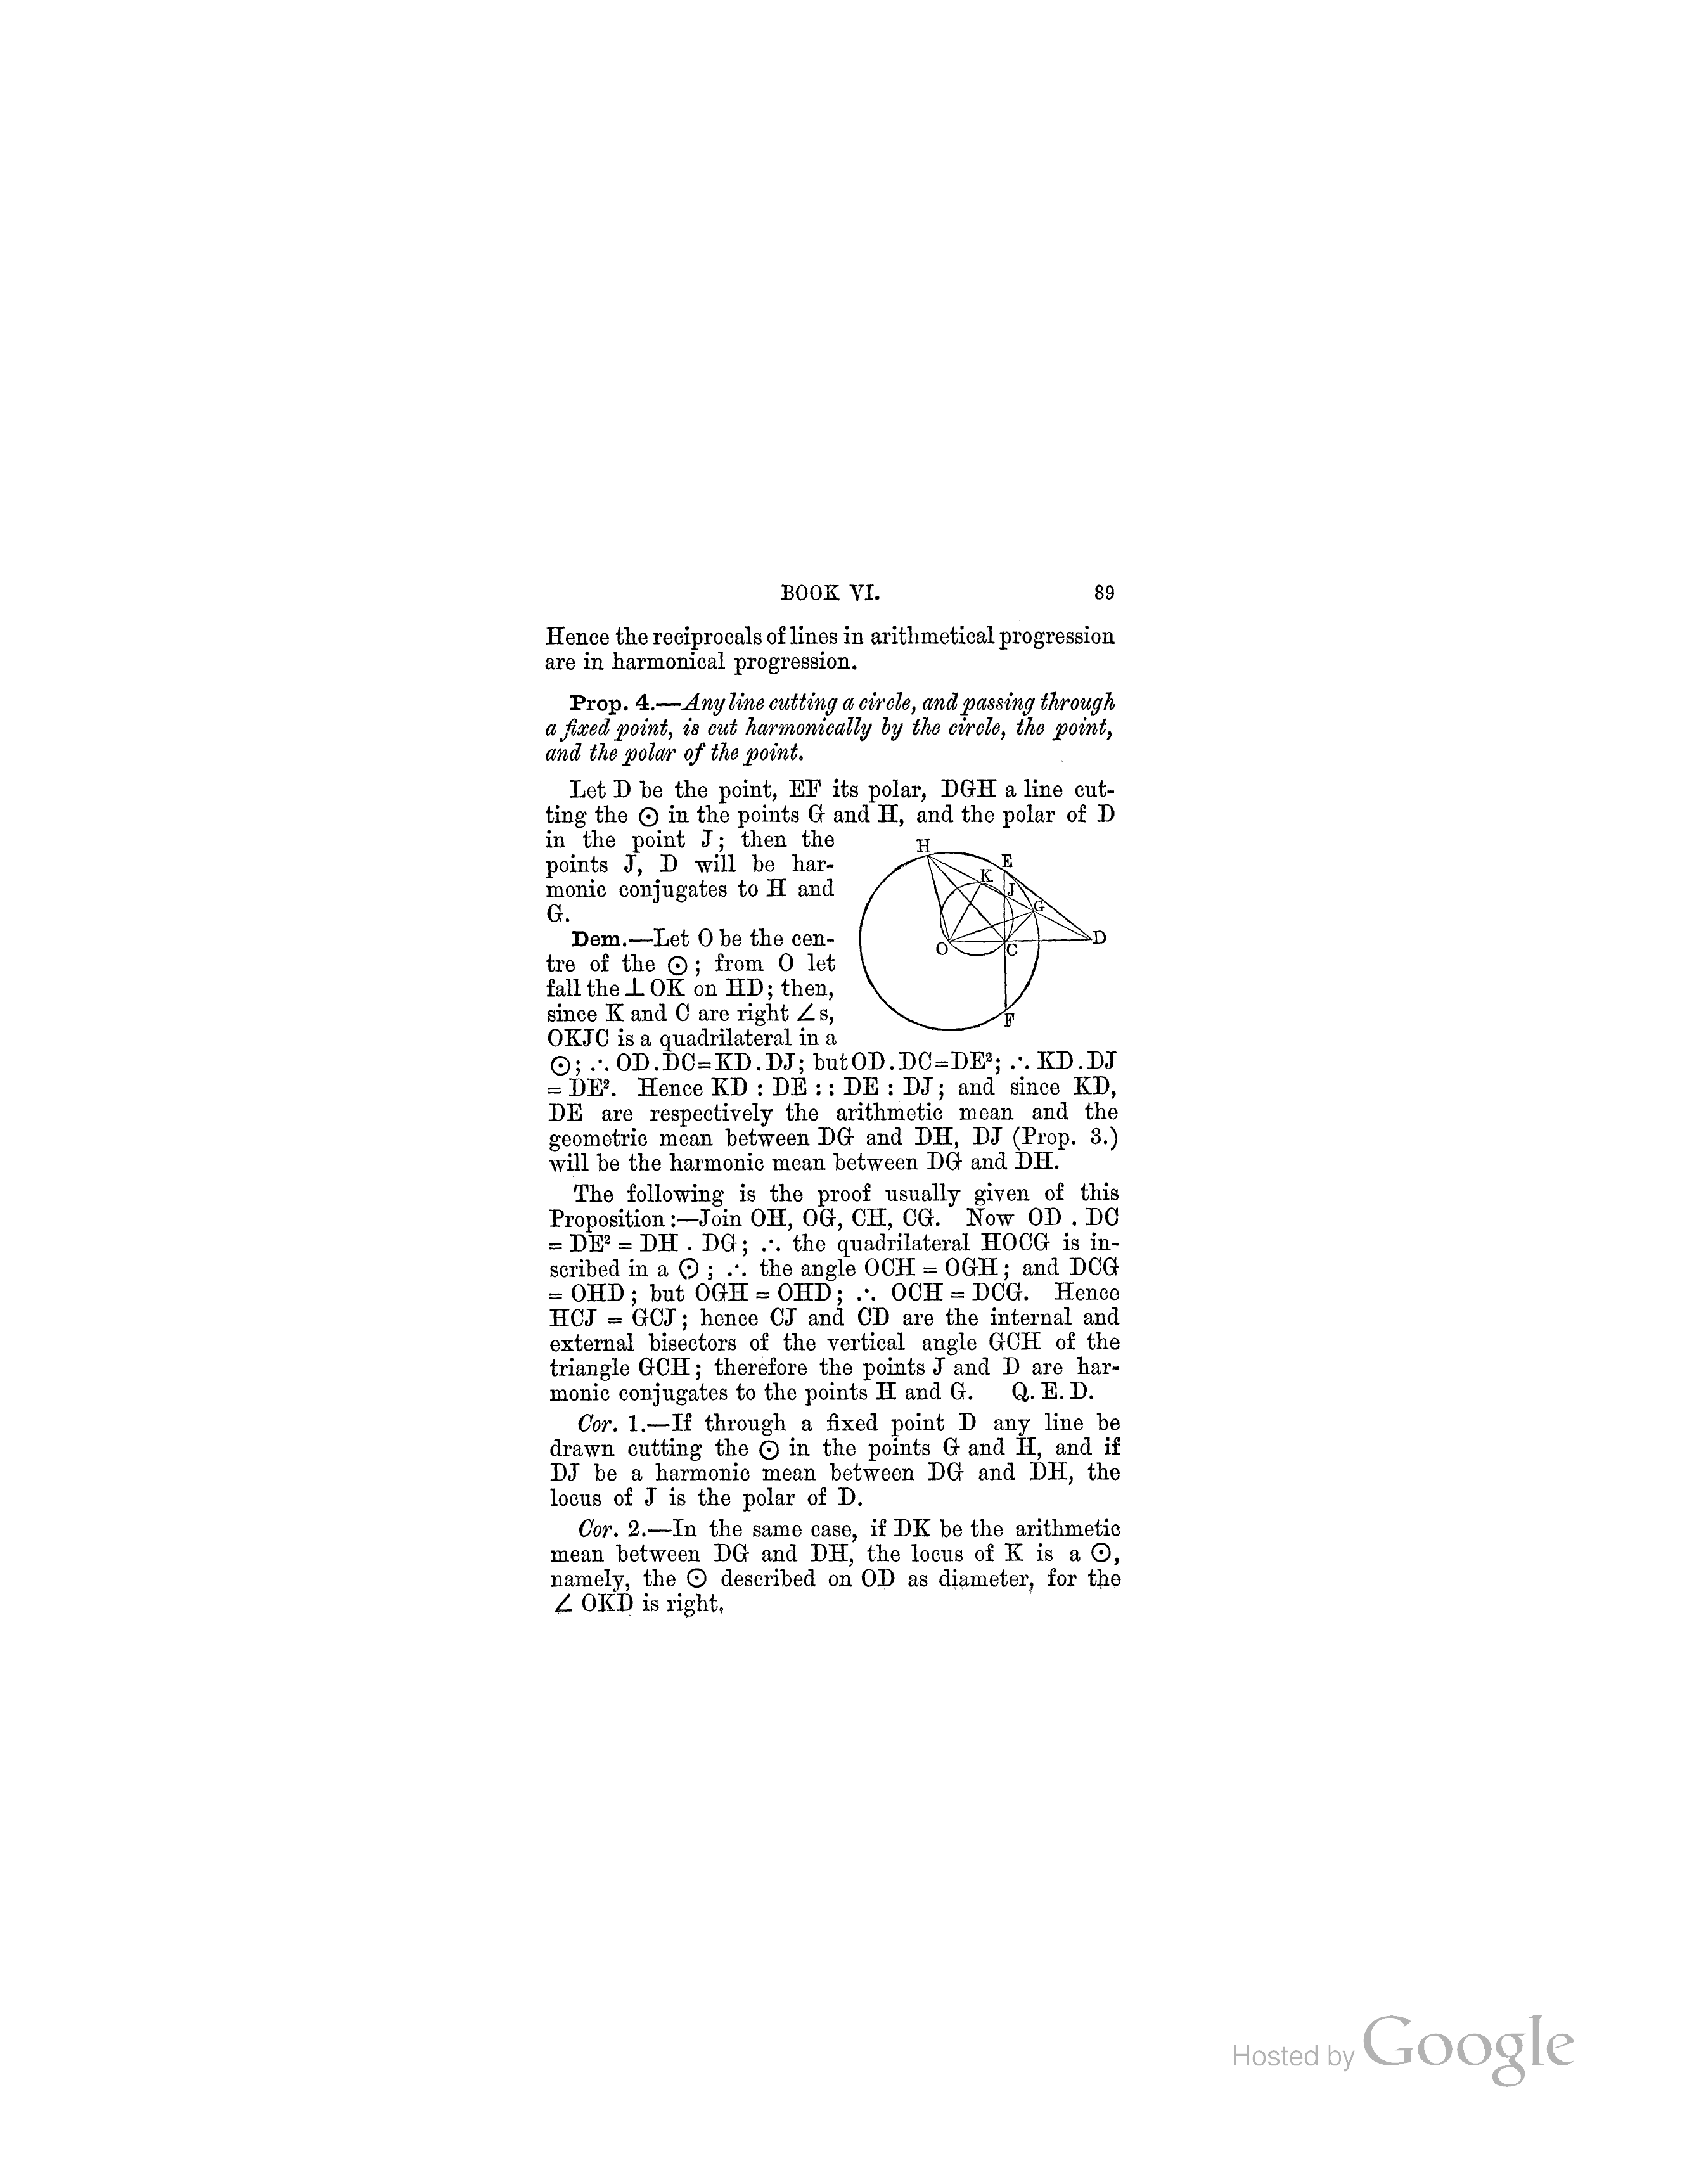 BOOK VI. 89
Hence the reciprocals of lines in arithmetical progression
are in harmonical progression.
Prop. 4.—Any line cutting a circle, and passing through
a fixed point, is cut harmonically by the circle, the point,
and the polar of the point.
Let D be the point, EF its polar, DGH a line cut-
ting the ⊙ in the points G and H, and the polar of D
in the point J; then the
points J, D will be har-
monic conjugates to H and
G.
Dem.—Let O be the cen-
tre of the ⊙; from O let
fall the ⊥ OK on HD; then,
since K and C are right ∠s,
OKJC is a quadrilateral in a
H
E
K
J
G
D
O
C
F
⊙; ∴ OD.DC=KD.DJ; but OD.DC=DE²; ∴ KD.DJ
= DE². Hence KD : DE :: DE : DJ; and since KD,
DE are respectively the arithmetic mean and the
geometric mean between DG and DH, DJ (Prop. 3.)
will be the harmonic mean between DG and DH.
The following is the proof usually given of this
Proposition:—Join OH, OG, CH, CG. Now OD . DC
= DE² = DH . DG; ∴ the quadrilateral HOCG is in-
scribed in a ⊙; ∴ the angle OCH = OGH; and DCG
= OHD; but OGH = OHD; ∴ OCH = DCG. Hence
HCJ = GCJ; hence CJ and CD are the internal and
external bisectors of the vertical angle GCH of the
triangle GCH; therefore the points J and D are har-
monic conjugates to the points H and G. Q. E. D.
Cor. 1.—If through a fixed point D any line be
drawn cutting the ⊙ in the points G and H, and if
DJ be a harmonic mean between DG and DH, the
locus of J is the polar of D.
Cor. 2.—In the same case, if DK be the arithmetic
mean between DG and DH, the locus of K is a ⊙,
namely, the ⊙ described on OD as diameter, for the
∠ OKD is right.
Hosted by Google